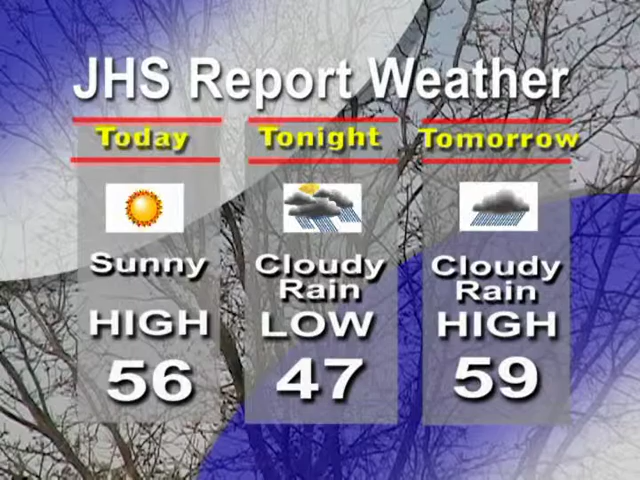 JHS Report Weather
Today
Sunny
HIGH
56
Tonight
Cloudy
Rain
LOW
47
Tomorrow
Cloudy
Rain
HIGH
59